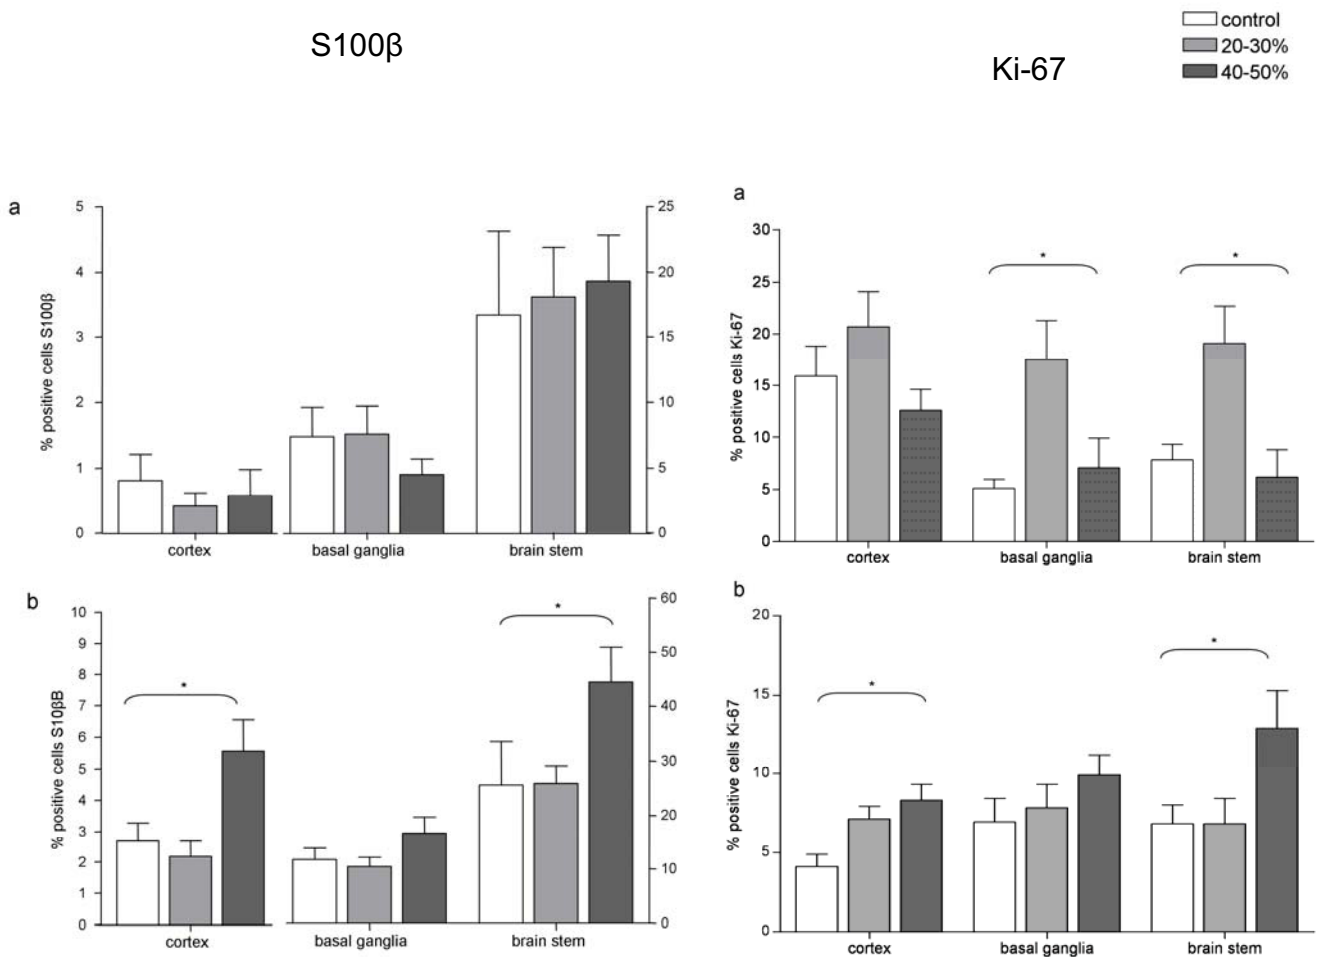 S100β
Ki-67
control
20-30%
40-50%
a
% positive cells S100β
5
4
3
2
1
0
25
20
15
10
5
0
cortex
basal ganglia
brain stem
a
% positive cells Ki-67
30
25
20
15
10
5
0
*
*
cortex
basal ganglia
brain stem
b
% positive cells S10βB
10
9
8
7
6
5
4
3
2
1
0
60
50
40
30
20
10
0
*
*
cortex
basal ganglia
brain stem
b
% positive cells Ki-67
20
15
10
5
0
*
*
cortex
basal ganglia
brain stem